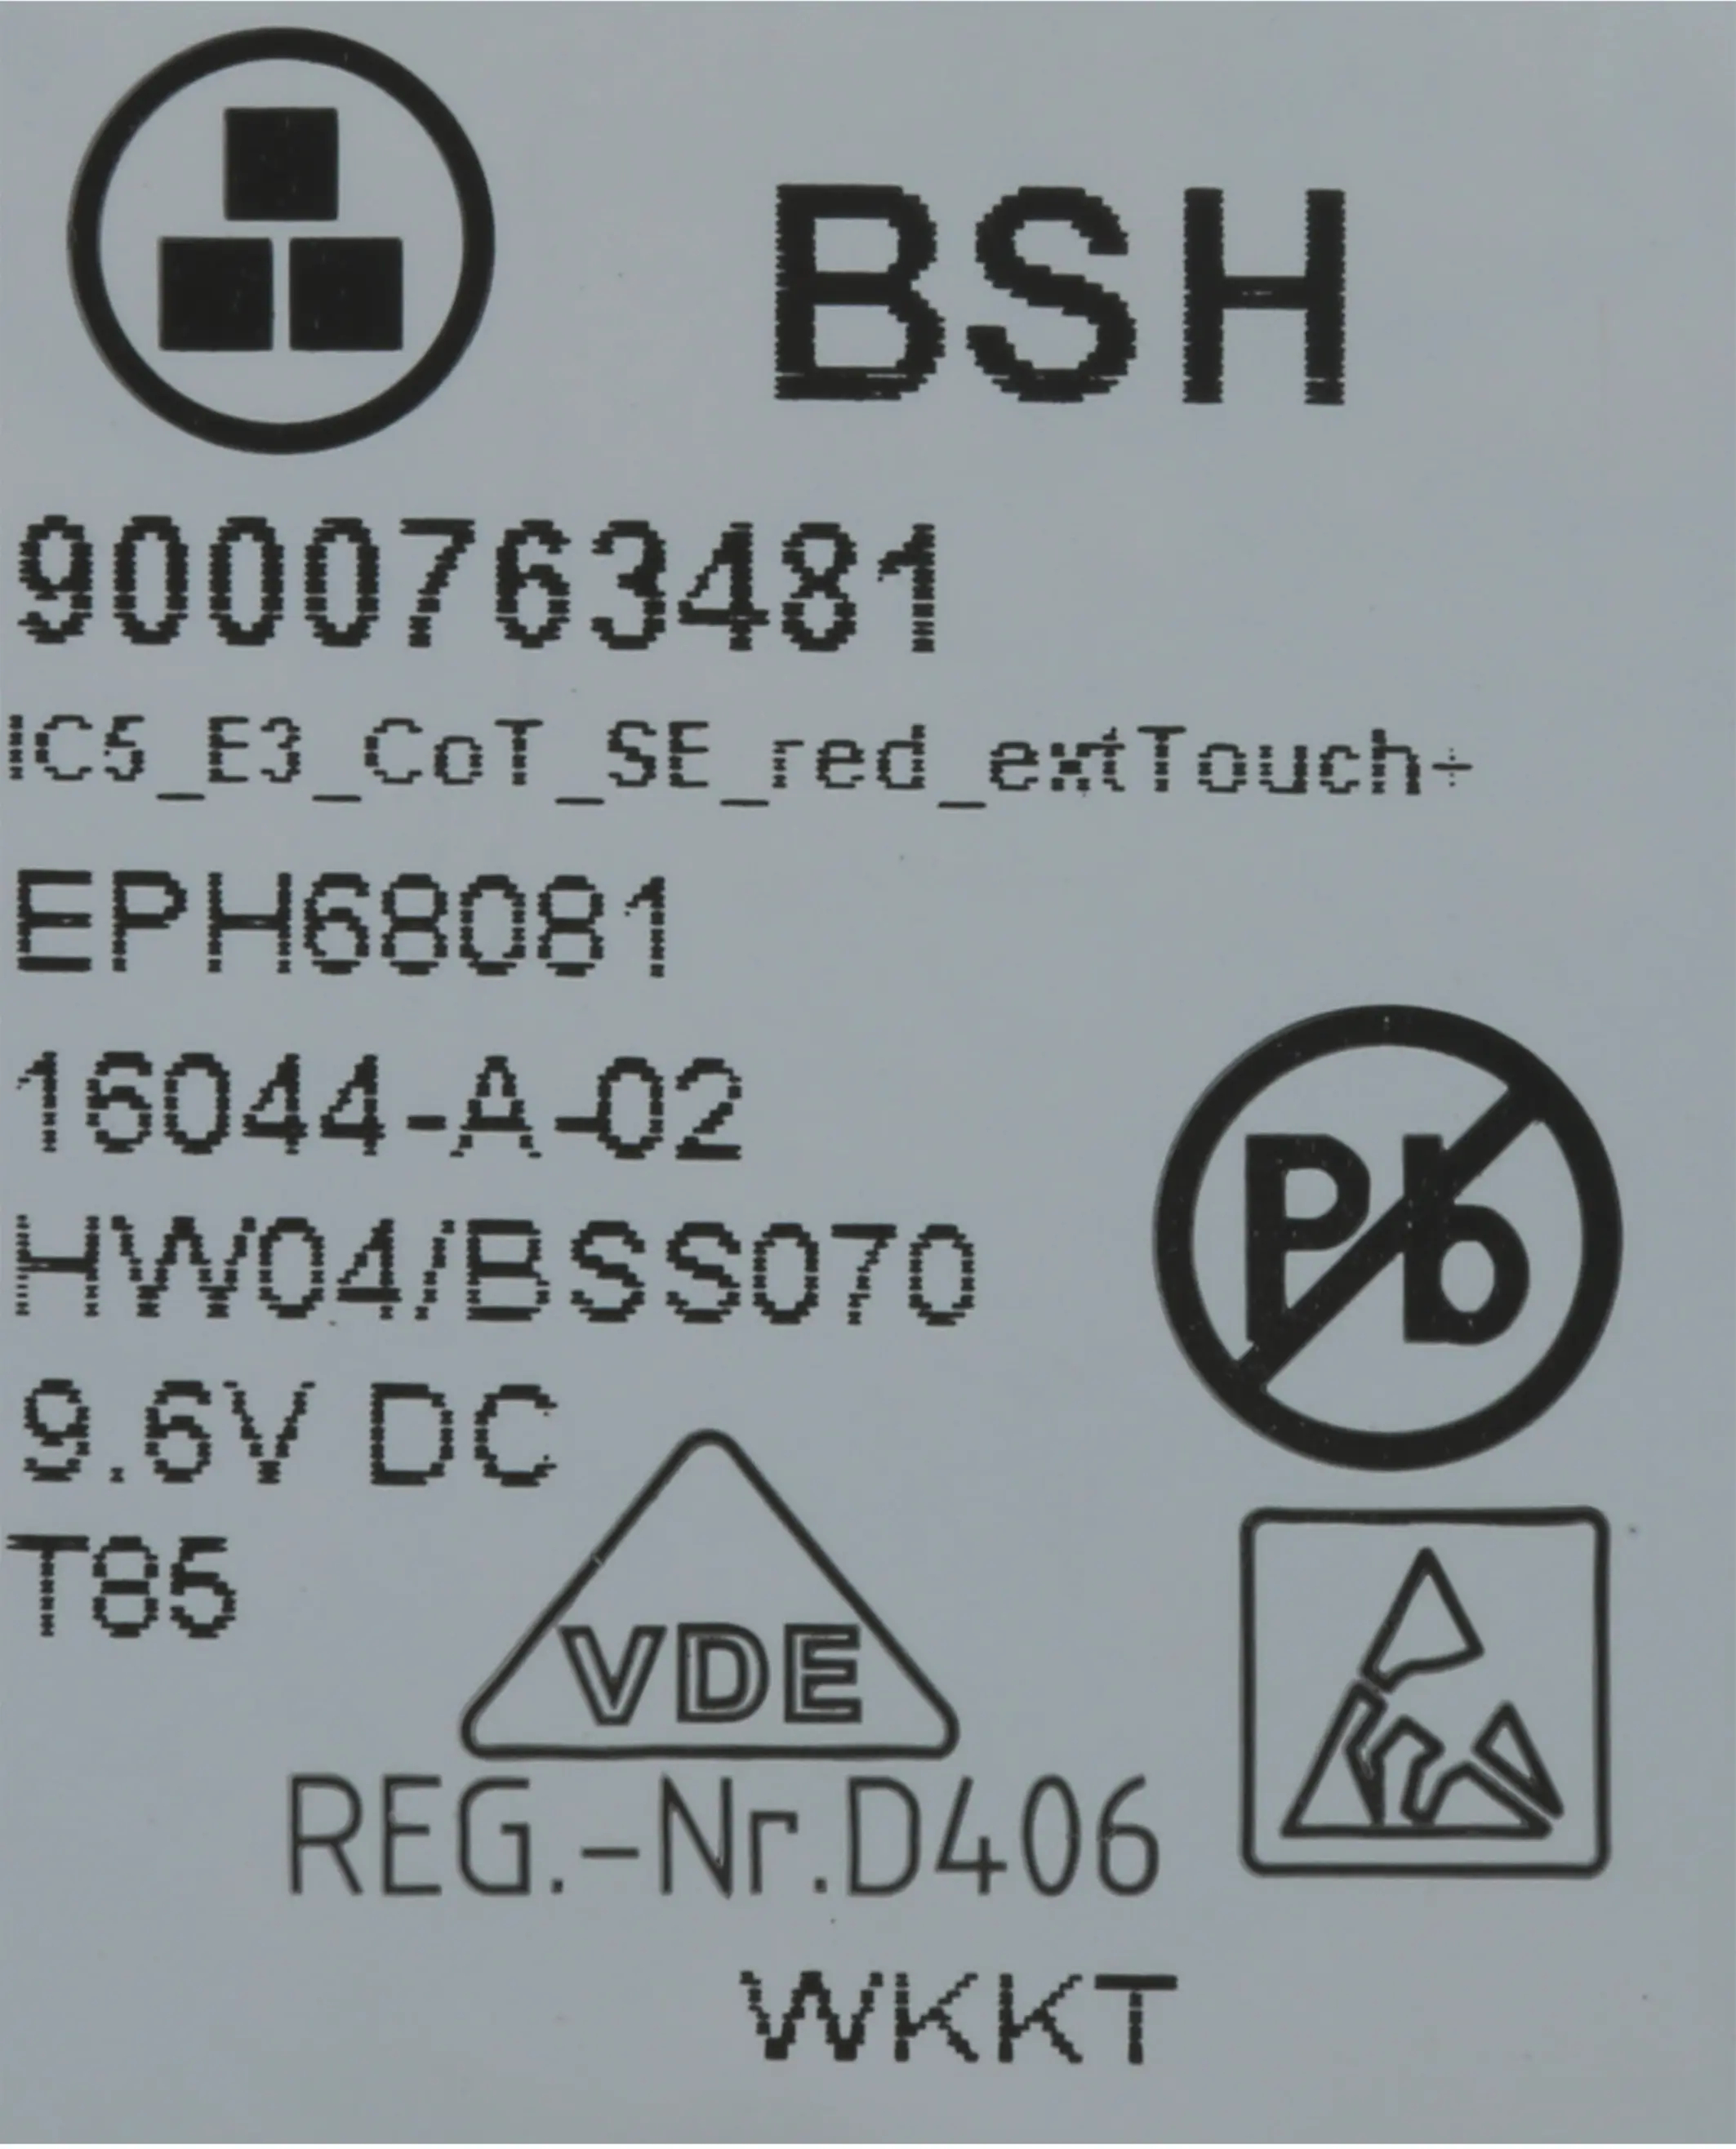 BSH
9000763481
IC5_E3_CoT_SE_red_extTouch+
EPH68081
16044-A-02
HW04/BSS070
9.6V DC
T85
Pb
VDE
REG.-Nr.D406
WKKT